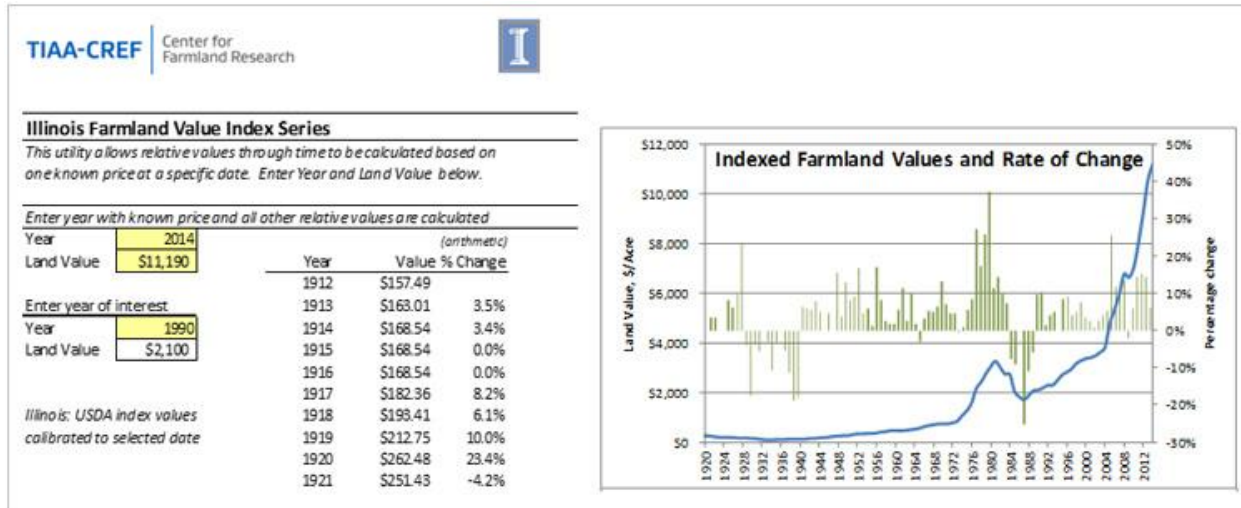 TIAA-CREF
Center for
Farmland Research
I
Illinois Farmland Value Index Series
This utility allows relative values through time to be calculated based on
one known price at a specific date. Enter Year and Land Value below.
Enter year with known price and all other relative values are calculated
Year 2014
Land Value $11,190
Enter year of interest
Year 1990
Land Value $2,100
Illinois: USDA index values
calibrated to selected date
(arithmetic)
Year Value % Change
1912 $157.49
1913 $163.01 3.5%
1914 $168.54 3.4%
1915 $168.54 0.0%
1916 $168.54 0.0%
1917 $182.36 8.2%
1918 $193.41 6.1%
1919 $212.75 10.0%
1920 $262.48 23.4%
1921 $251.43 -4.2%
Indexed Farmland Values and Rate of Change
Land Value, $/Acre
$12,000
$10,000
$8,000
$6,000
$4,000
$2,000
$0
50%
40%
30%
20%
10%
0%
-10%
-20%
-30%
Percentage change
1920 1924 1928 1932 1936 1940 1944 1948 1952 1956 1960 1964 1968 1972 1976 1980 1984 1988 1992 1996 2000 2004 2008 2012